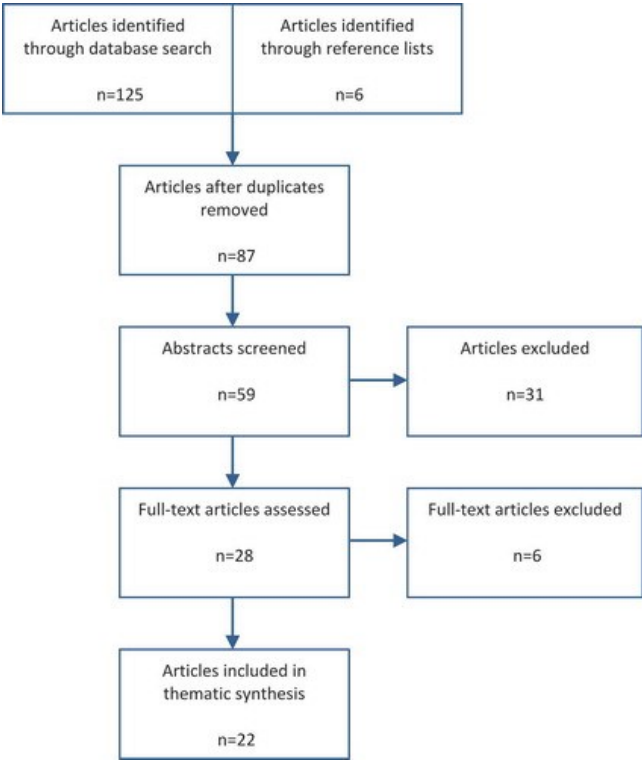 Articles identified
through database search
n=125
Articles identified
through reference lists
n=6
Articles after duplicates
removed
n=87
Abstracts screened
n=59
Articles excluded
n=31
Full-text articles assessed
n=28
Full-text articles excluded
n=6
Articles included in
thematic synthesis
n=22